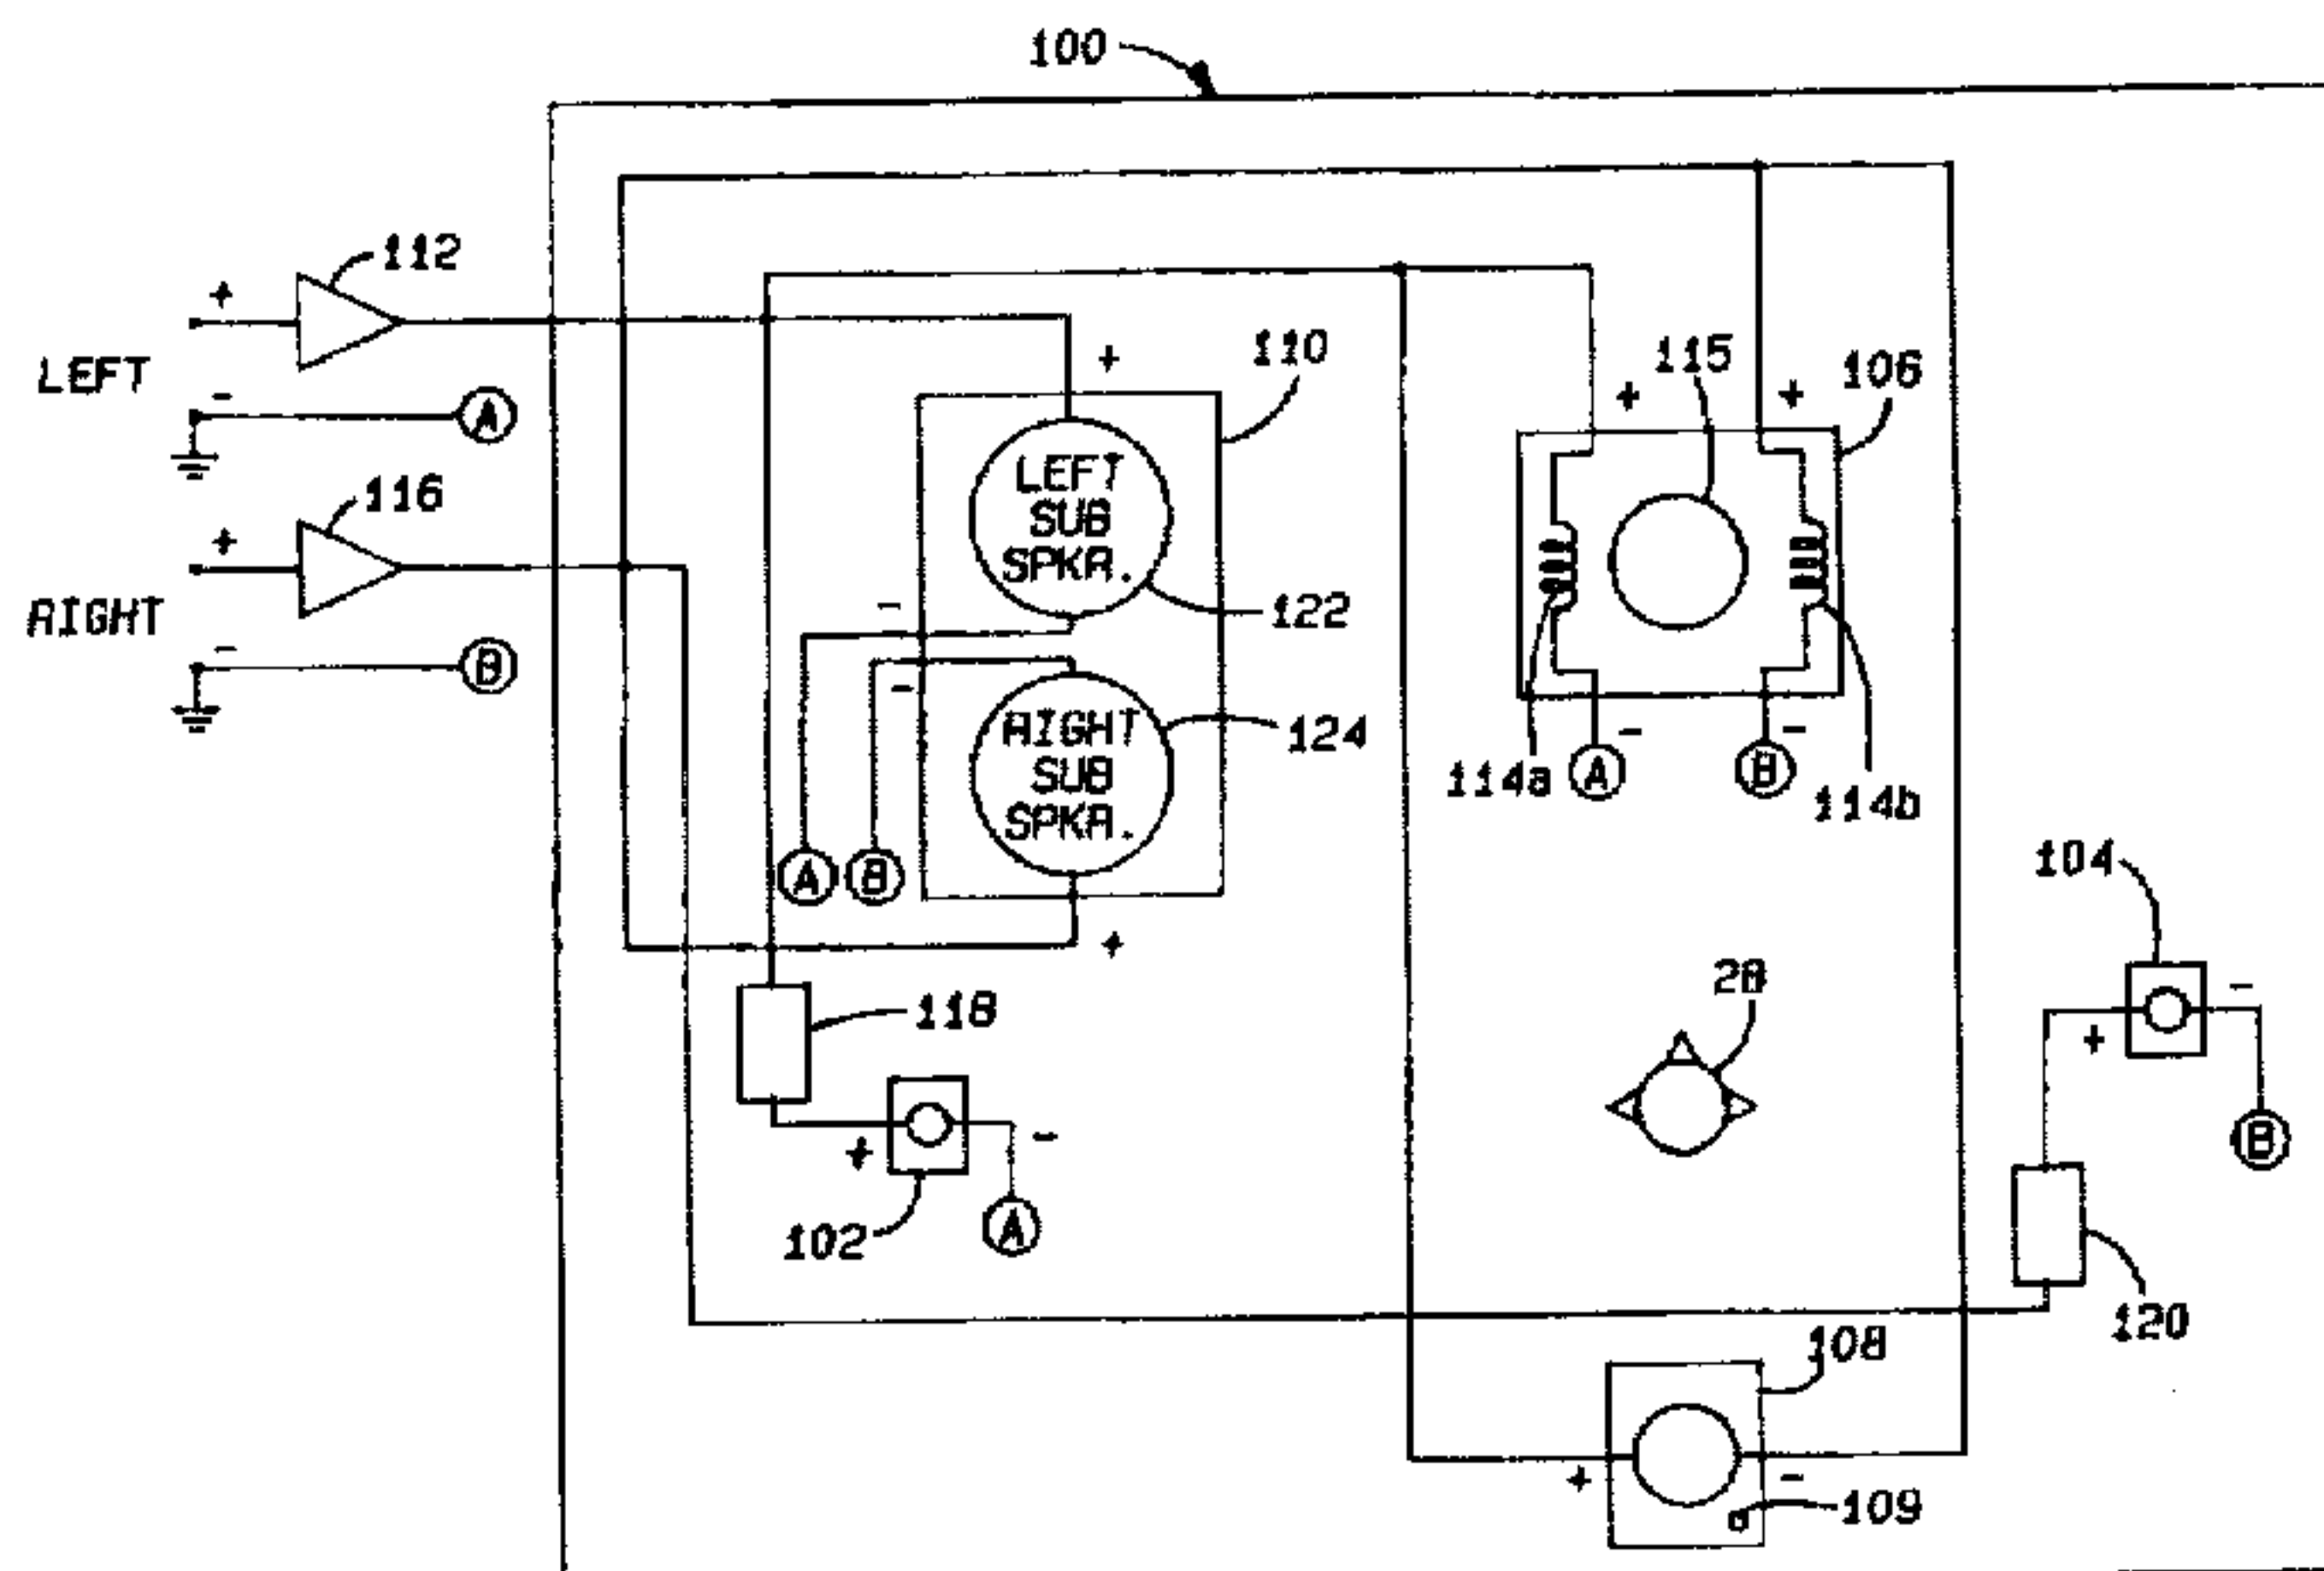 100
112
+
LEFT
-
A
116
+
RIGHT
-
B
+
110
LEFT
SUB
SPKR.
-
122
-
RIGHT
SUB
SPKR.
124
A
B
+
115
106
+
+
-
-
114a
A
B
114b
104
-
+
B
28
118
+
-
102
A
120
108
+
-
109